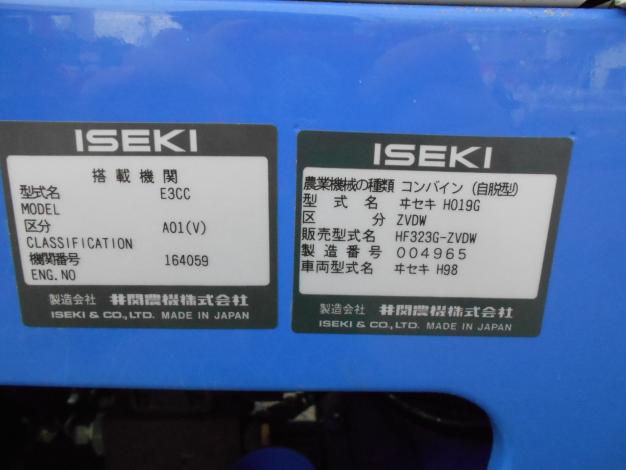 ISEKI
搭載機関
型式名 E3CC
MODEL
区分 A01(V)
CLASSIFICATION
機関番号 164059
ENG.NO
製造会社 井関農機株式会社
ISEKI & CO., LTD. MADE IN JAPAN
ISEKI
農業機械の種類 コンバイン(自脱型)
型式名 ヰセキ HO19G
区分 ZVDW
販売型式名 HF323G-ZVDW
製造番号 004965
車両型式名 ヰセキ H98
製造会社 井関農機株式会社
ISEKI & CO., LTD. MADE IN JAPAN